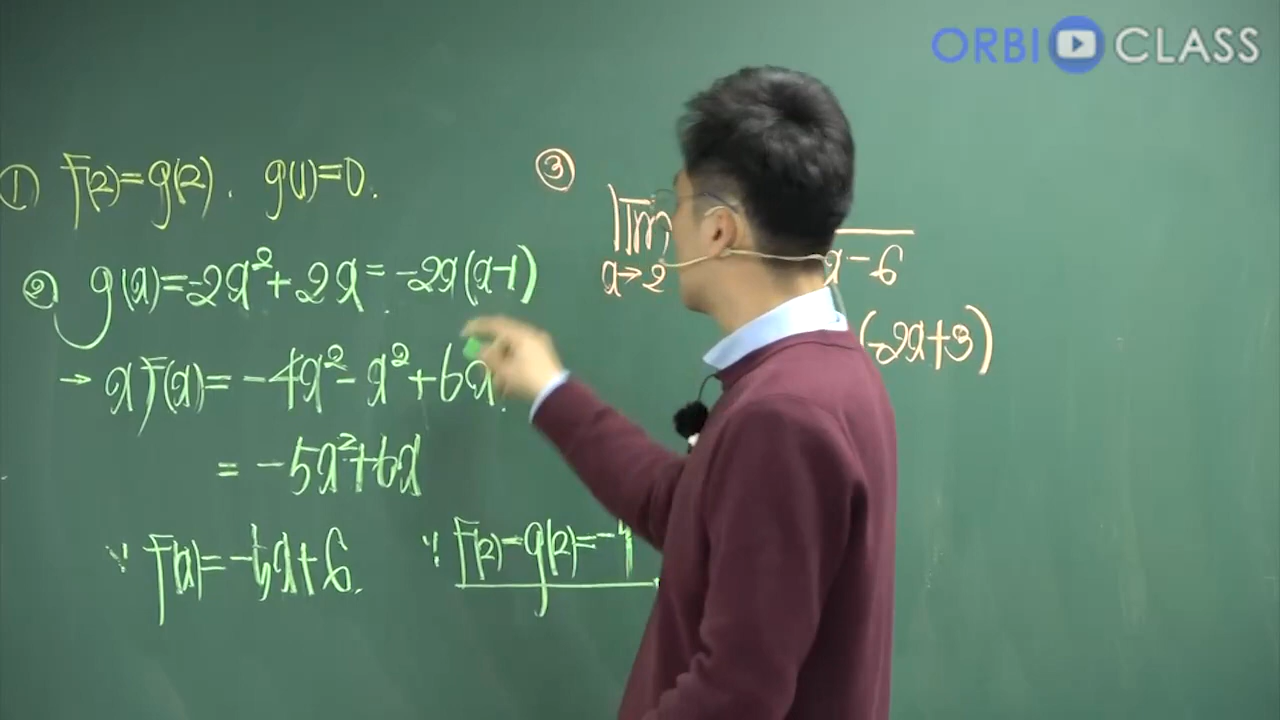 ORBI CLASS
① f(2)=g(2). g(1)=0.
② g(x)=-2x²+2x=-2x(x-1)
→ xf(x)=-4x²-x²+6x.
= -5x²+6x
∵ f(x)=-5x+6. ∵ f(2)=g(2)=-4
③
lim
x→2
x-6
(-2x+3)